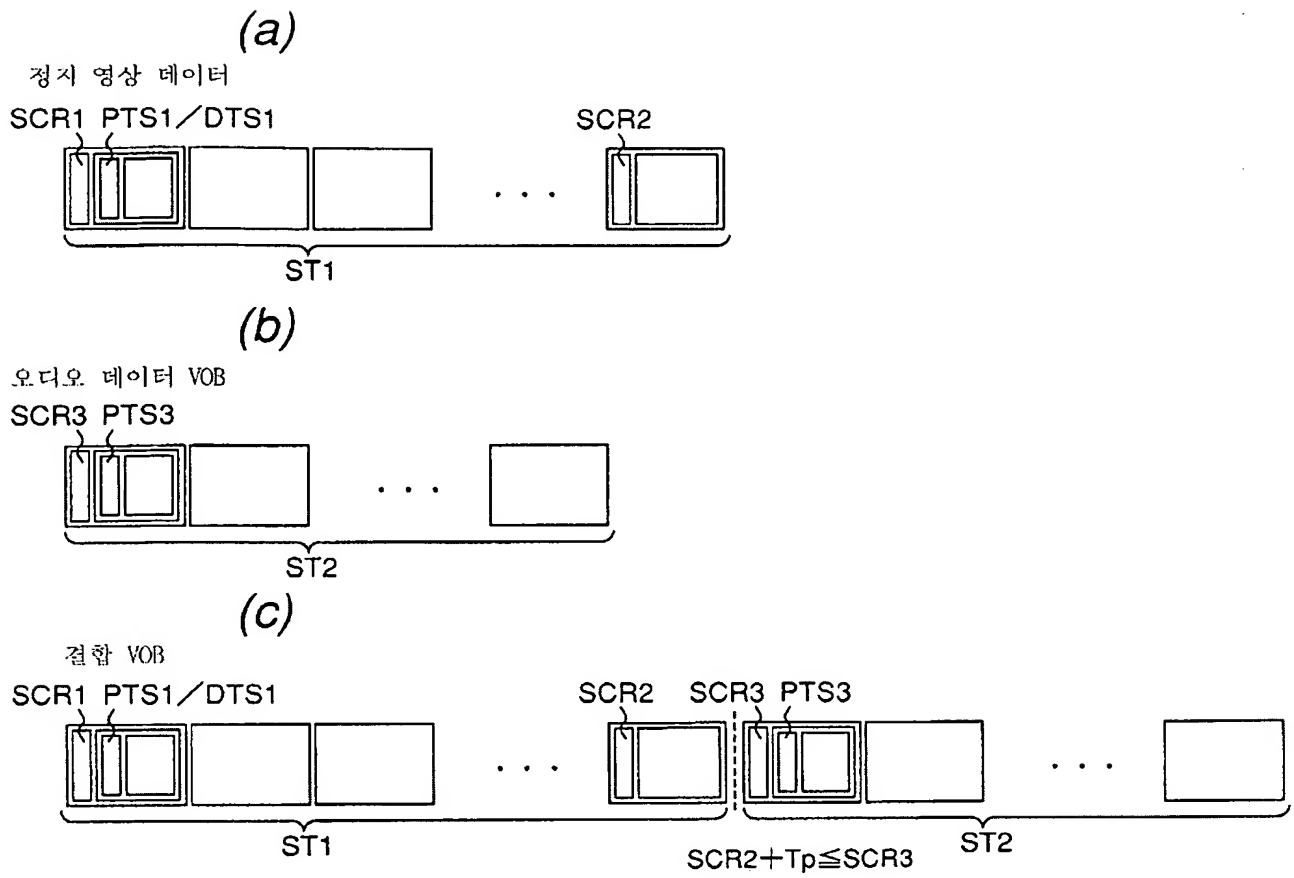 (a)
정지 영상 데이터
SCR1 PTS1／DTS1 SCR2
. . .
ST1
(b)
오디오 데이터 VOB
SCR3 PTS3
. . .
ST2
(c)
결합 VOB
SCR1 PTS1／DTS1 SCR2 SCR3 PTS3
. . . . . .
ST1 ST2
SCR2＋Tp≦SCR3